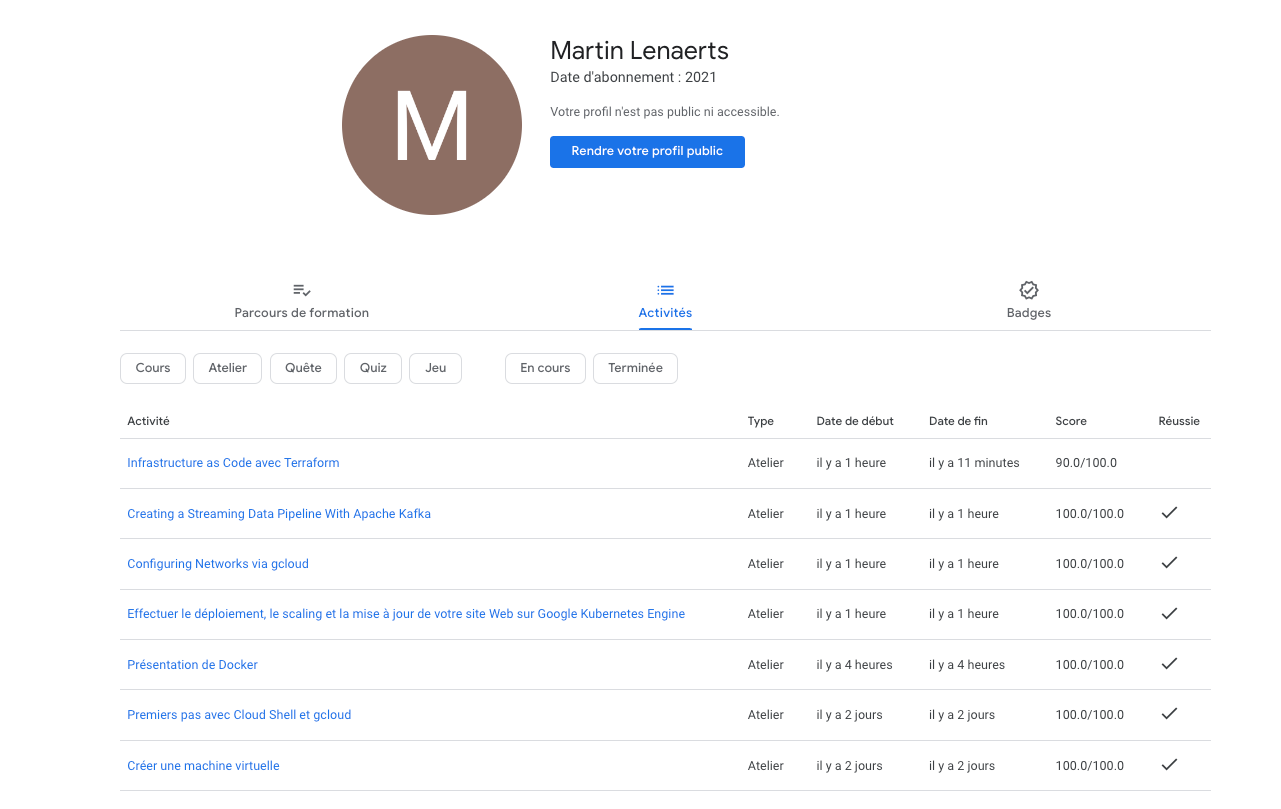 M
Martin Lenaerts
Date d'abonnement : 2021
Votre profil n'est pas public ni accessible.
Rendre votre profil public
Parcours de formation Activités Badges
Cours Atelier Quête Quiz Jeu En cours Terminée
Activité Type Date de début Date de fin Score Réussie
Infrastructure as Code avec Terraform Atelier il y a 1 heure il y a 11 minutes 90.0/100.0
Creating a Streaming Data Pipeline With Apache Kafka Atelier il y a 1 heure il y a 1 heure 100.0/100.0
Configuring Networks via gcloud Atelier il y a 1 heure il y a 1 heure 100.0/100.0
Effectuer le déploiement, le scaling et la mise à jour de votre site Web sur Google Kubernetes Engine Atelier il y a 1 heure il y a 1 heure 100.0/100.0
Présentation de Docker Atelier il y a 4 heures il y a 4 heures 100.0/100.0
Premiers pas avec Cloud Shell et gcloud Atelier il y a 2 jours il y a 2 jours 100.0/100.0
Créer une machine virtuelle Atelier il y a 2 jours il y a 2 jours 100.0/100.0